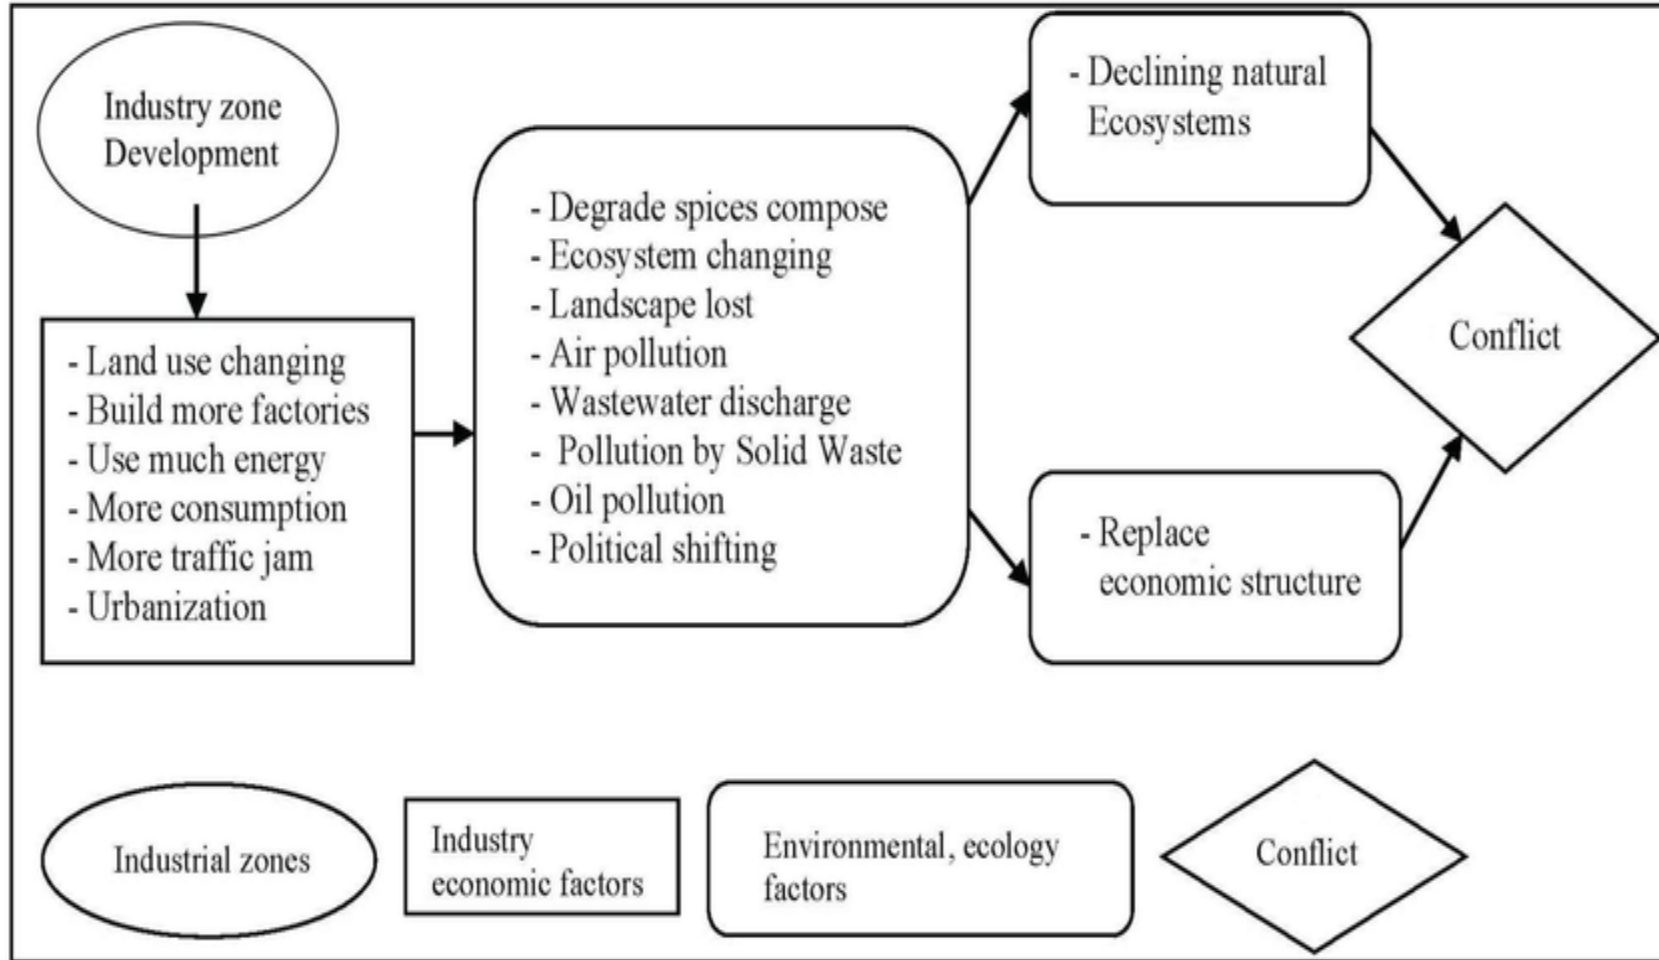 Industry zone
Development
- Land use changing
- Build more factories
- Use much energy
- More consumption
- More traffic jam
- Urbanization
- Degrade spices compose
- Ecosystem changing
- Landscape lost
- Air pollution
- Wastewater discharge
- Pollution by Solid Waste
- Oil pollution
- Political shifting
- Declining natural
Ecosystems
- Replace
economic structure
Conflict
Industrial zones
Industry
economic factors
Environmental, ecology
factors
Conflict